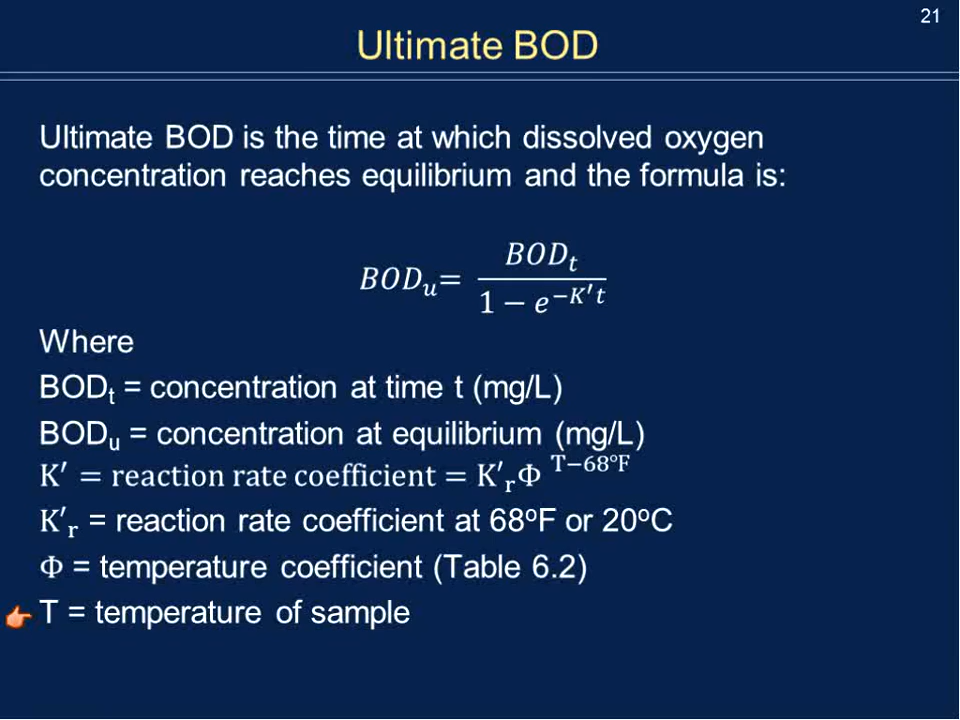 21
Ultimate BOD
Ultimate BOD is the time at which dissolved oxygen
concentration reaches equilibrium and the formula is:
BODᵤ= BODₜ / (1 − e^(−K′t))
Where
BODₜ = concentration at time t (mg/L)
BODᵤ = concentration at equilibrium (mg/L)
K′ = reaction rate coefficient = K′ᵣΦ ^(T−68°F)
K′ᵣ = reaction rate coefficient at 68ºF or 20ºC
Φ = temperature coefficient (Table 6.2)
T = temperature of sample